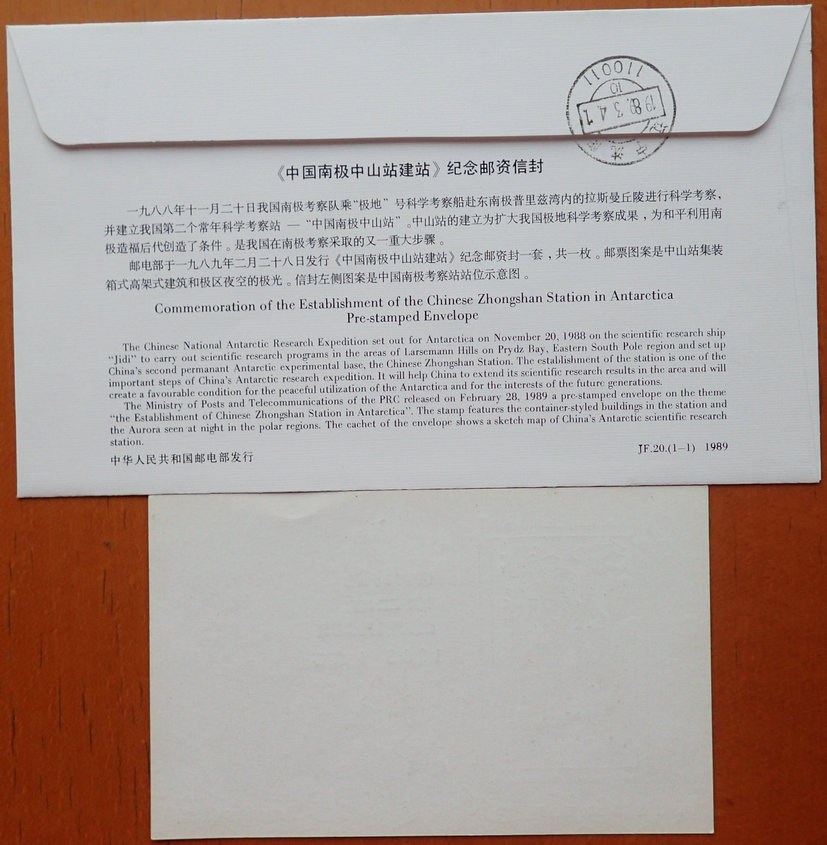 110011
10
1989.3.4.1
《中国南极中山站建站》纪念邮资信封
一九八八年十一月二十日我国南极考察队乘“极地”号科学考察船赴东南极普里兹湾内的拉斯曼丘陵进行科学考察，
并建立我国第二个常年科学考察站 — “中国南极中山站”。中山站的建立为扩大我国极地科学考察成果，为和平利用南
极造福后代创造了条件。是我国在南极考察采取的又一重大步骤。
邮电部于一九八九年二月二十八日发行《中国南极中山站建站》纪念邮资封一套，共一枚。邮票图案是中山站集装
箱式高架式建筑和极区夜空的极光。信封左侧图案是中国南极考察站站位示意图。
Commemoration of the Establishment of the Chinese Zhongshan Station in Antarctica
Pre-stamped Envelope
The Chinese National Antarctic Research Expedition set out for Antarctica on November 20, 1988 on the scientific research ship
“Jidi” to carry out scientific research programs in the areas of Larsemann Hills on Prydz Bay, Eastern South Pole region and set up
China's second permanant Antarctic experimental base, the Chinese Zhongshan Station. The establishment of the station is one of the
important steps of China's Antarctic research expedition. It will help China to extend its scientific research results in the area and will
create a favourable condition for the peaceful utilization of the Antarctica and for the interests of the future generations.
The Ministry of Posts and Telecommunications of the PRC released on February 28, 1989 a pre-stamped envelope on the theme
“the Establishment of Chinese Zhongshan Station in Antarctica”. The stamp features the container-styled buildings in the station and
the Aurora seen at night in the polar regions. The cachet of the envelope shows a sketch map of China's Antarctic scientific research
station.
中华人民共和国邮电部发行
JF.20.(1-1) 1989